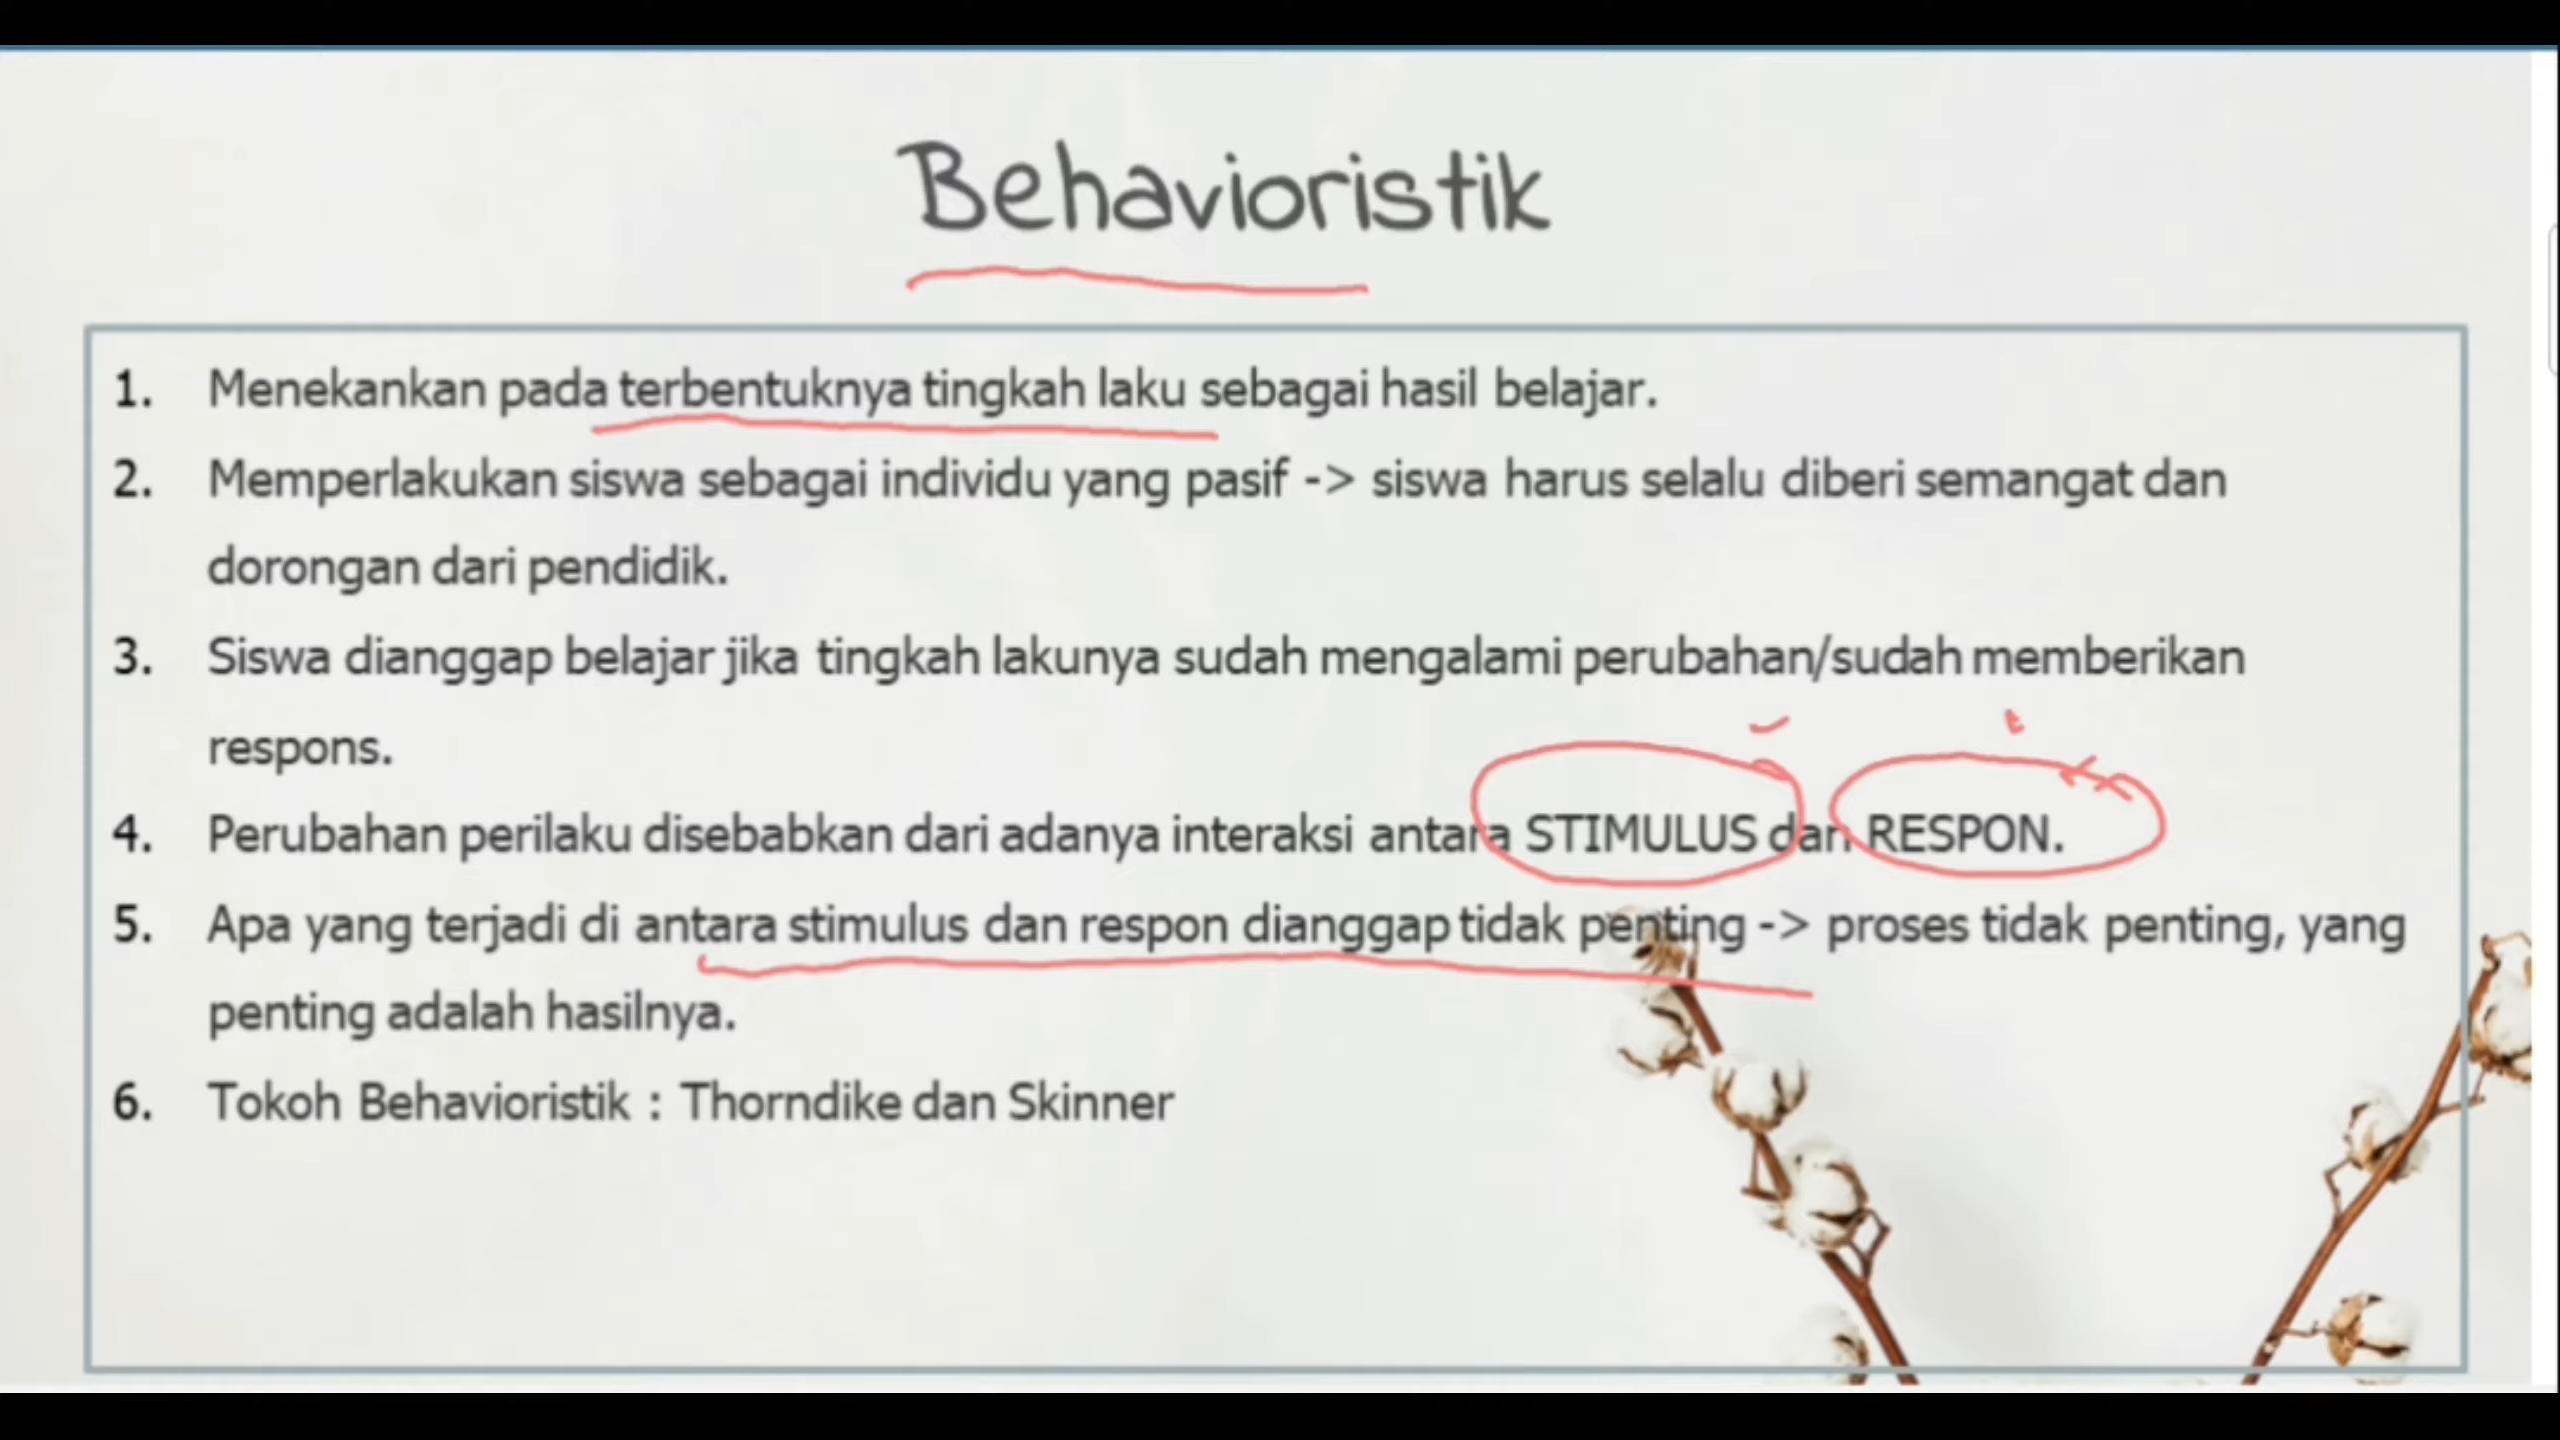 Behavioristik
1. Menekankan pada terbentuknya tingkah laku sebagai hasil belajar.
2. Memperlakukan siswa sebagai individu yang pasif -> siswa harus selalu diberi semangat dan
dorongan dari pendidik.
3. Siswa dianggap belajar jika tingkah lakunya sudah mengalami perubahan/sudah memberikan
respons.
4. Perubahan perilaku disebabkan dari adanya interaksi antara STIMULUS dan RESPON.
5. Apa yang terjadi di antara stimulus dan respon dianggap tidak penting -> proses tidak penting, yang
penting adalah hasilnya.
6. Tokoh Behavioristik : Thorndike dan Skinner